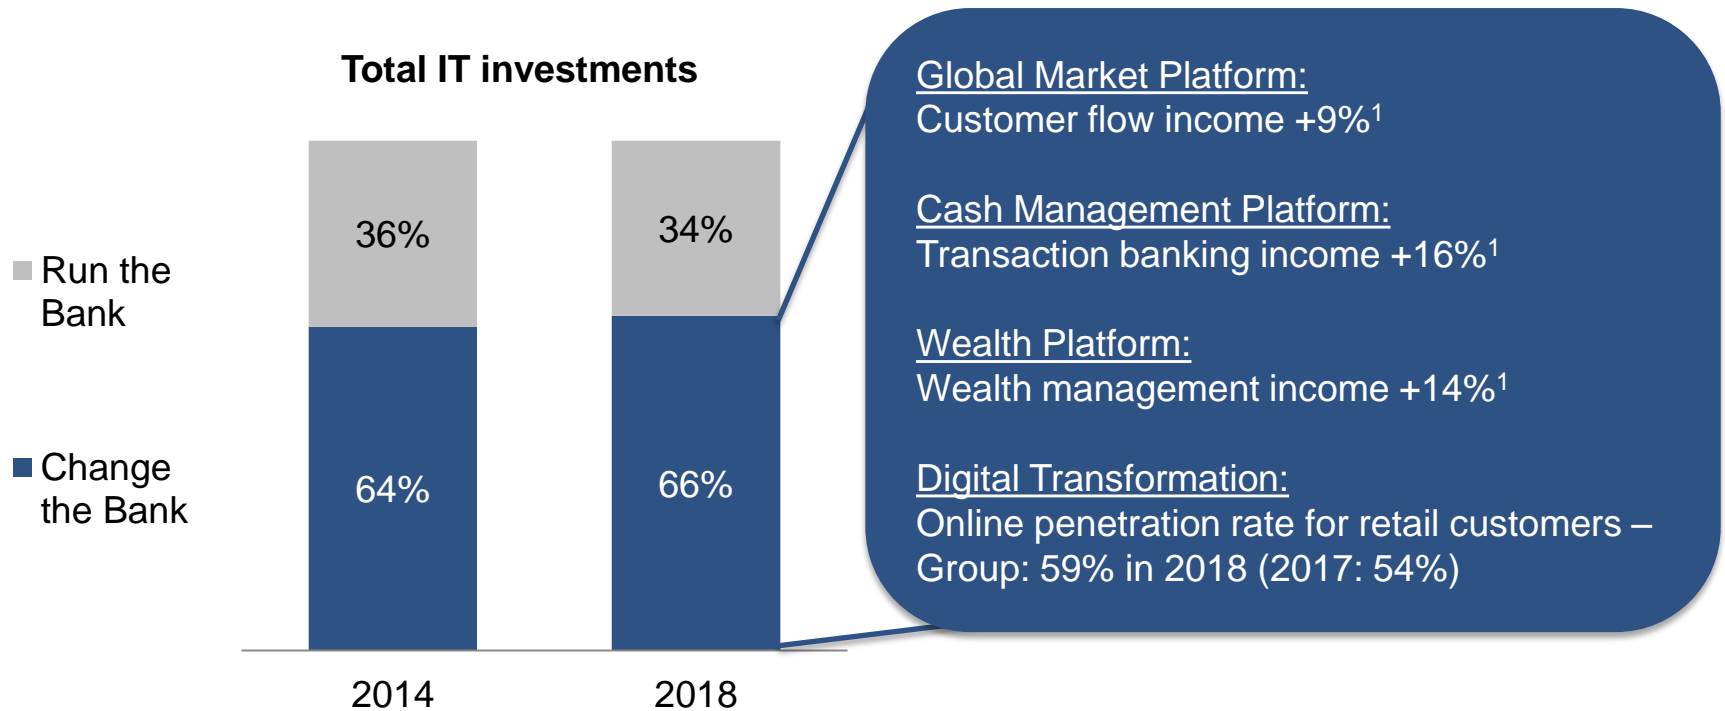 Total IT investments
36%
34%
Run the
Bank
Change
the Bank
64%
66%
2014
2018
Global Market Platform:
Customer flow income +9%¹
Cash Management Platform:
Transaction banking income +16%¹
Wealth Platform:
Wealth management income +14%¹
Digital Transformation:
Online penetration rate for retail customers –
Group: 59% in 2018 (2017: 54%)